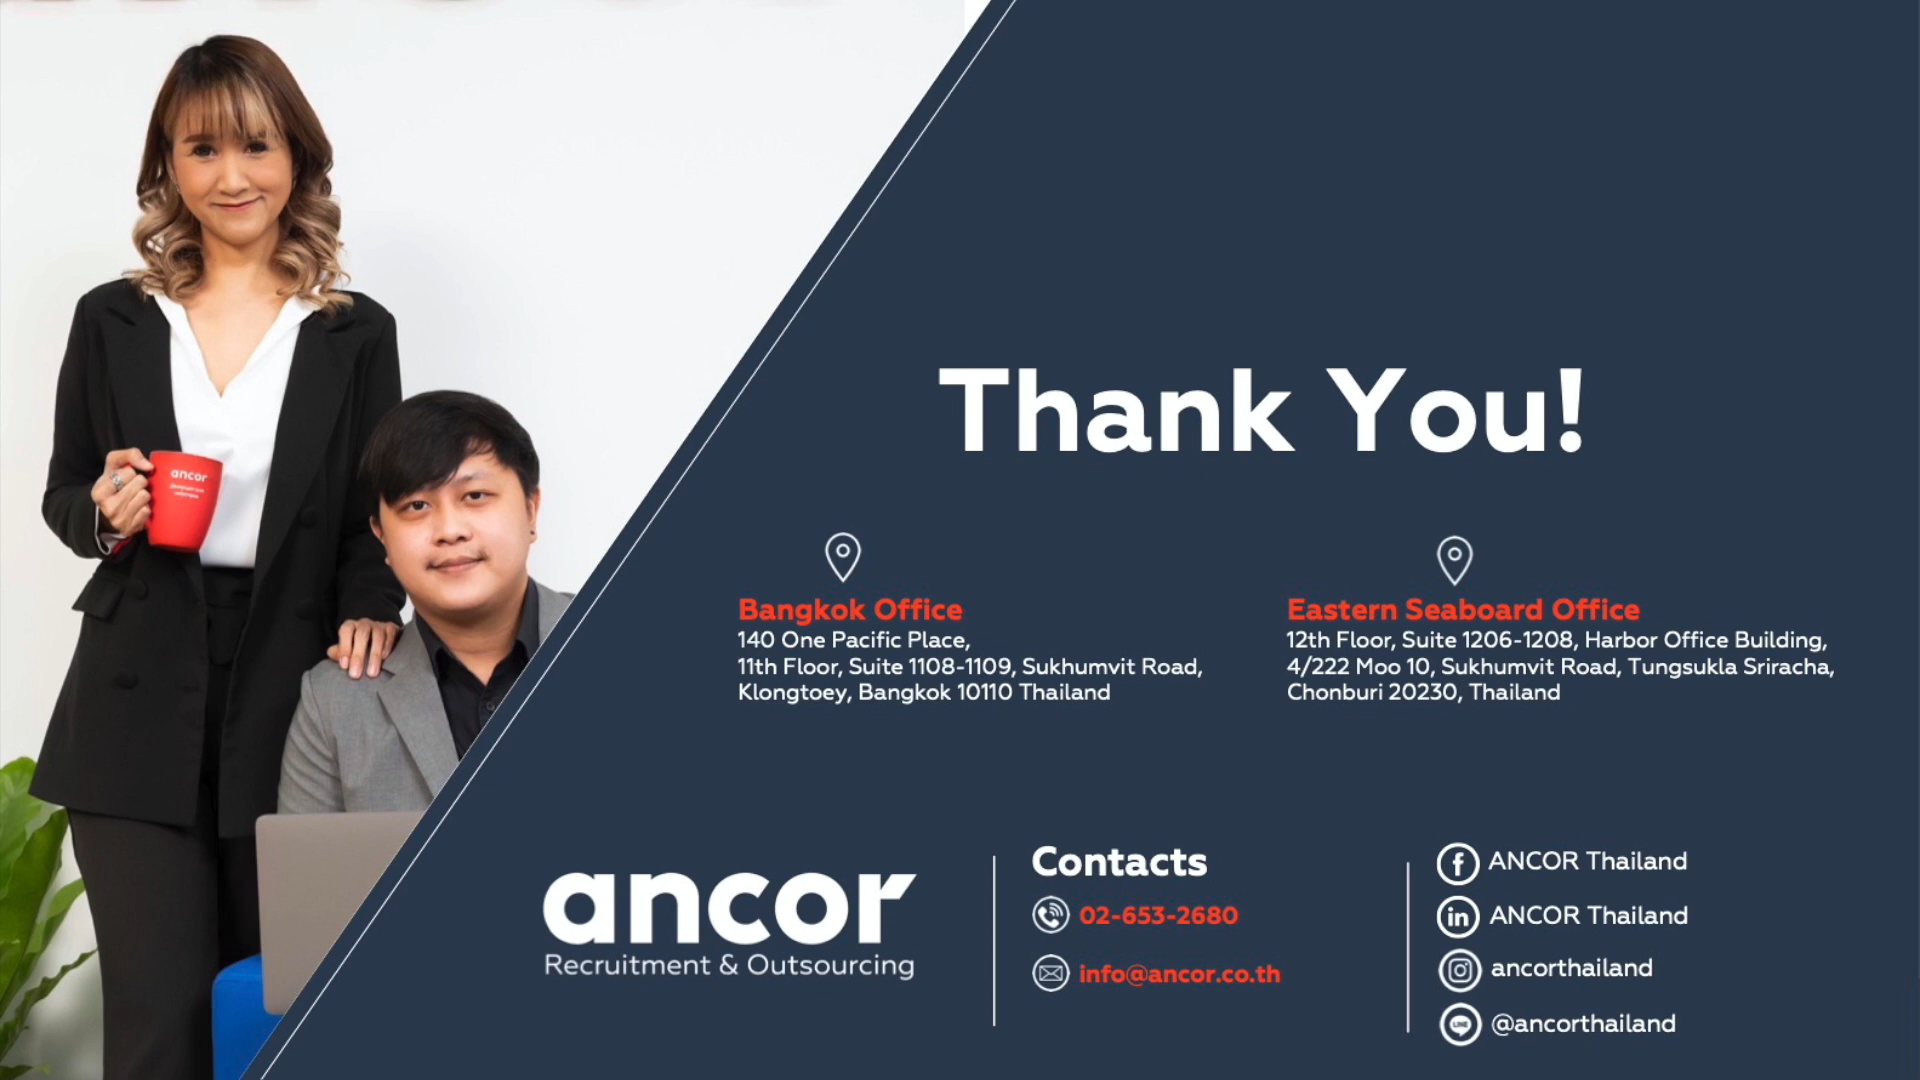 ancor
Thank You!
Bangkok Office
140 One Pacific Place,
11th Floor, Suite 1108-1109, Sukhumvit Road,
Klongtoey, Bangkok 10110 Thailand
Eastern Seaboard Office
12th Floor, Suite 1206-1208, Harbor Office Building,
4/222 Moo 10, Sukhumvit Road, Tungsukla Sriracha,
Chonburi 20230, Thailand
ancor
Recruitment & Outsourcing
Contacts
02-653-2680
info@ancor.co.th
ANCOR Thailand
ANCOR Thailand
ancorthailand
@ancorthailand